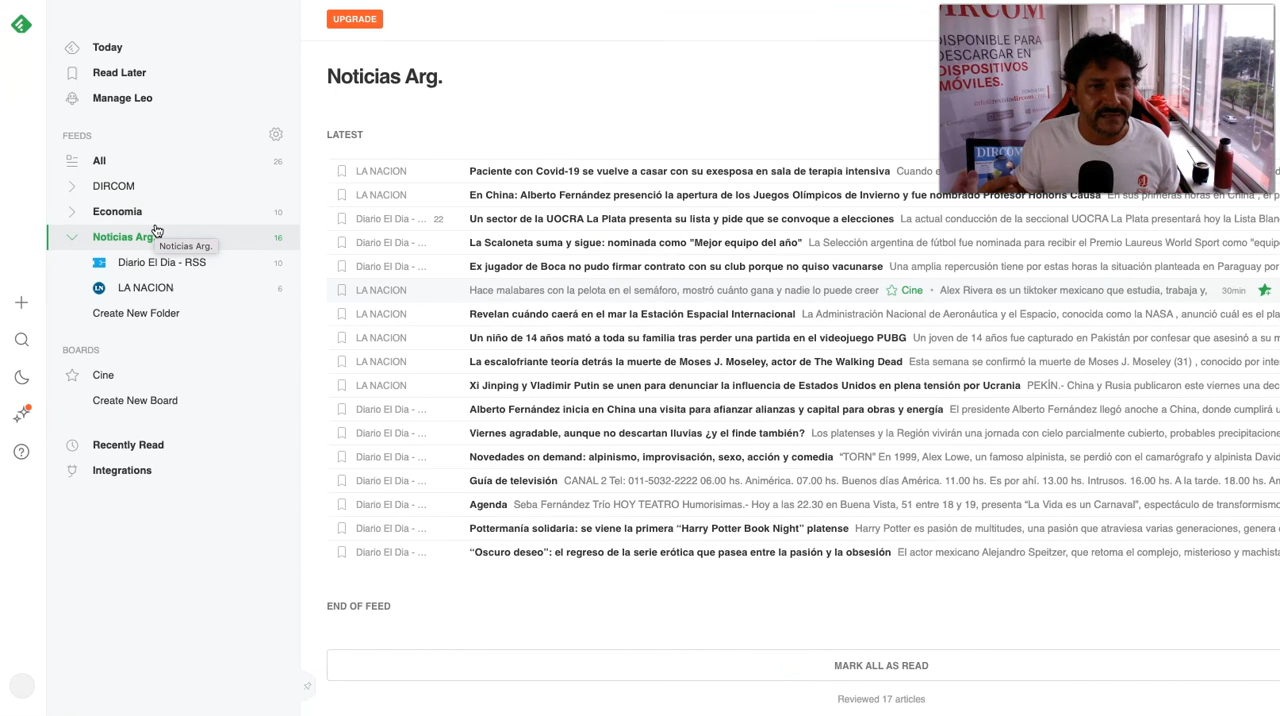 UPGRADE
Today
Read Later
Manage Leo
FEEDS
All 26
DIRCOM
Economia 10
Noticias Arg. 16
Noticias Arg.
Diario El Dia - RSS 10
LA NACION 6
Create New Folder
BOARDS
Cine
Create New Board
Recently Read
Integrations
Noticias Arg.
LATEST
LA NACION Paciente con Covid-19 se vuelve a casar con su exesposa en sala de terapia intensiva Cuando e
LA NACION En China: Alberto Fernández presenció la apertura de los Juegos Olímpicos de Invierno y fue nombrado Profesor Honoris Causa En sus primeras horas en China, el p
Diario El Dia - ... 22 Un sector de la UOCRA La Plata presenta su lista y pide que se convoque a elecciones La actual conducción de la seccional UOCRA La Plata presentará hoy la Lista Blanc
Diario El Dia - ... La Scaloneta suma y sigue: nominada como "Mejor equipo del año" La Selección argentina de fútbol fue nominada para recibir el Premio Laureus World Sport como "equip
Diario El Dia - ... Ex jugador de Boca no pudo firmar contrato con su club porque no quiso vacunarse Una amplia repercusión tiene por estas horas la situación planteada en Paraguay por
LA NACION Hace malabares con la pelota en el semáforo, mostró cuánto gana y nadie lo puede creer Cine • Alex Rivera es un tiktoker mexicano que estudia, trabaja y, 30min
LA NACION Revelan cuándo caerá en el mar la Estación Espacial Internacional La Administración Nacional de Aeronáutica y el Espacio, conocida como la NASA , anunció cuál es el pla
LA NACION Un niño de 14 años mató a toda su familia tras perder una partida en el videojuego PUBG Un joven de 14 años fue capturado en Pakistán por confesar que asesinó a su m
LA NACION La escalofriante teoría detrás la muerte de Moses J. Moseley, actor de The Walking Dead Esta semana se confirmó la muerte de Moses J. Moseley (31) , conocido por inter
LA NACION Xi Jinping y Vladimir Putin se unen para denunciar la influencia de Estados Unidos en plena tensión por Ucrania PEKÍN.- China y Rusia publicaron este viernes una dec
Diario El Dia - ... Alberto Fernández inicia en China una visita para afianzar alianzas y capital para obras y energía El presidente Alberto Fernández llegó anoche a China, donde cumplirá u
Diario El Dia - ... Viernes agradable, aunque no descartan lluvias ¿y el finde también? Los platenses y la Región vivirán una jornada con cielo parcialmente cubierto, probables precipitacione
Diario El Dia - ... Novedades on demand: alpinismo, improvisación, sexo, acción y comedia “TORN” En 1999, Alex Lowe, un famoso alpinista, se perdió con el camarógrafo y alpinista David
Diario El Dia - ... Guía de televisión CANAL 2 Tel: 011-5032-2222 06.00 hs. Animérica. 07.00 hs. Buenos días América. 11.00 hs. Es por ahí. 13.00 hs. Intrusos. 16.00 hs. A la tarde. 18.00 hs. Am
Diario El Dia - ... Agenda Seba Fernández Trío HOY TEATRO Humorisimas.- Hoy a las 22.30 en Buena Vista, 51 entre 18 y 19, presenta “La Vida es un Carnaval”, espectáculo de transformismo
Diario El Dia - ... Pottermanía solidaria: se viene la primera “Harry Potter Book Night” platense Harry Potter es pasión de multitudes, una pasión que atraviesa varias generaciones, genera d
Diario El Dia - ... “Oscuro deseo”: el regreso de la serie erótica que pasea entre la pasión y la obsesión El actor mexicano Alejandro Speitzer, que retoma el complejo, misterioso y machista
END OF FEED
MARK ALL AS READ
Reviewed 17 articles
DIRCOM
DISPONIBLE PARA
DESCARGAR EN
DISPOSITIVOS
MÓVILES.
DIRCOM